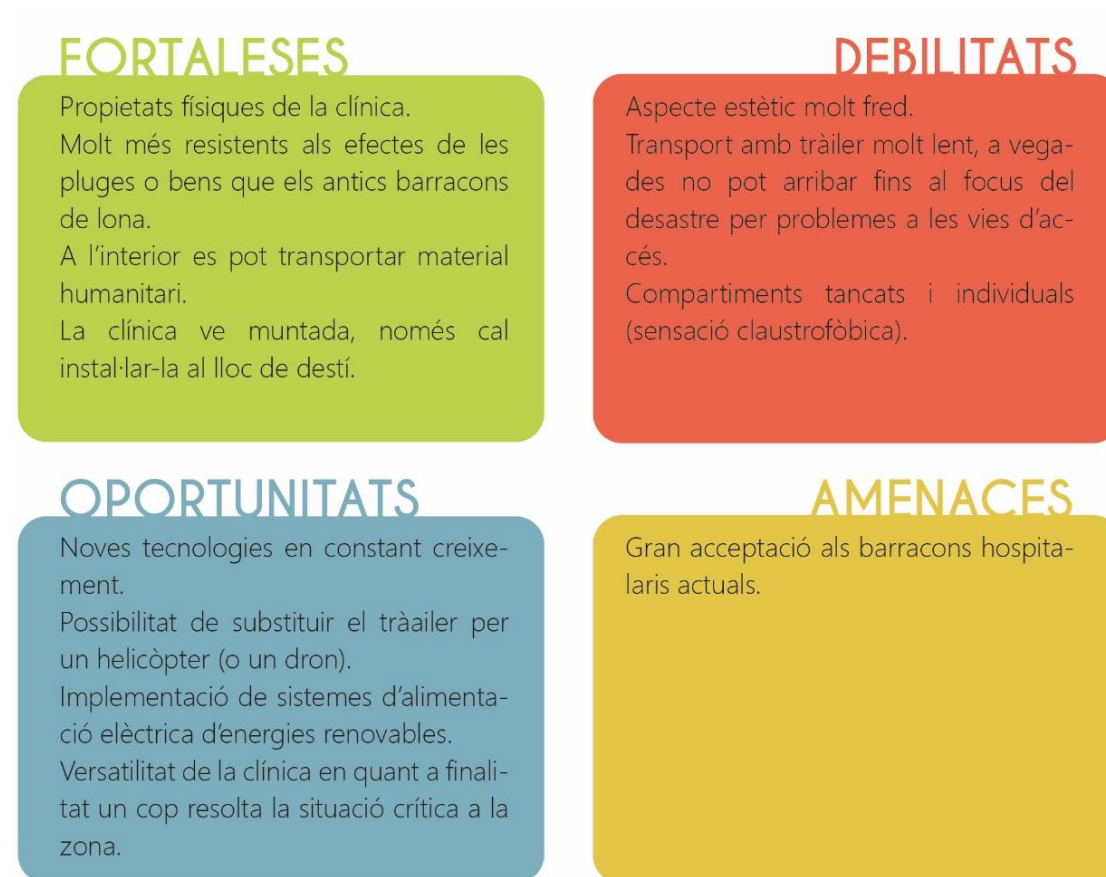 FORTALESES
Propietats físiques de la clínica.
Molt més resistents als efectes de les
pluges o bens que els antics barracons
de lona.
A l'interior es pot transportar material
humanitari.
La clínica ve muntada, només cal
instal·lar-la al lloc de destí.
DEBILITATS
Aspecte estètic molt fred.
Transport amb tràiler molt lent, a vega-
des no pot arribar fins al focus del
desastre per problemes a les vies d'ac-
cés.
Compartiments tancats i individuals
(sensació claustrofòbica).
OPORTUNITATS
Noves tecnologies en constant creixe-
ment.
Possibilitat de substituir el tràailer per
un helicòpter (o un dron).
Implementació de sistemes d'alimenta-
ció elèctrica d'energies renovables.
Versatilitat de la clínica en quant a finali-
tat un cop resolta la situació crítica a la
zona.
AMENACES
Gran acceptació als barracons hospita-
laris actuals.